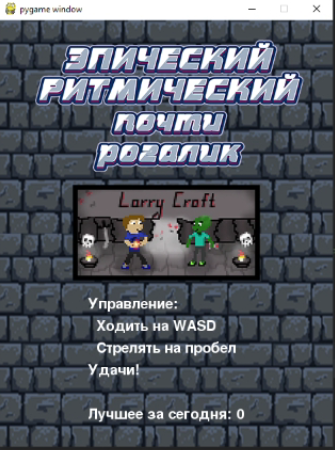 pygame window
ЭПИЧЕСКИЙ
РИТМИЧЕСКИЙ
почти
рогалик
Larry Croft
Управление:
Ходить на WASD
Стрелять на пробел
Удачи!
Лучшее за сегодня: 0